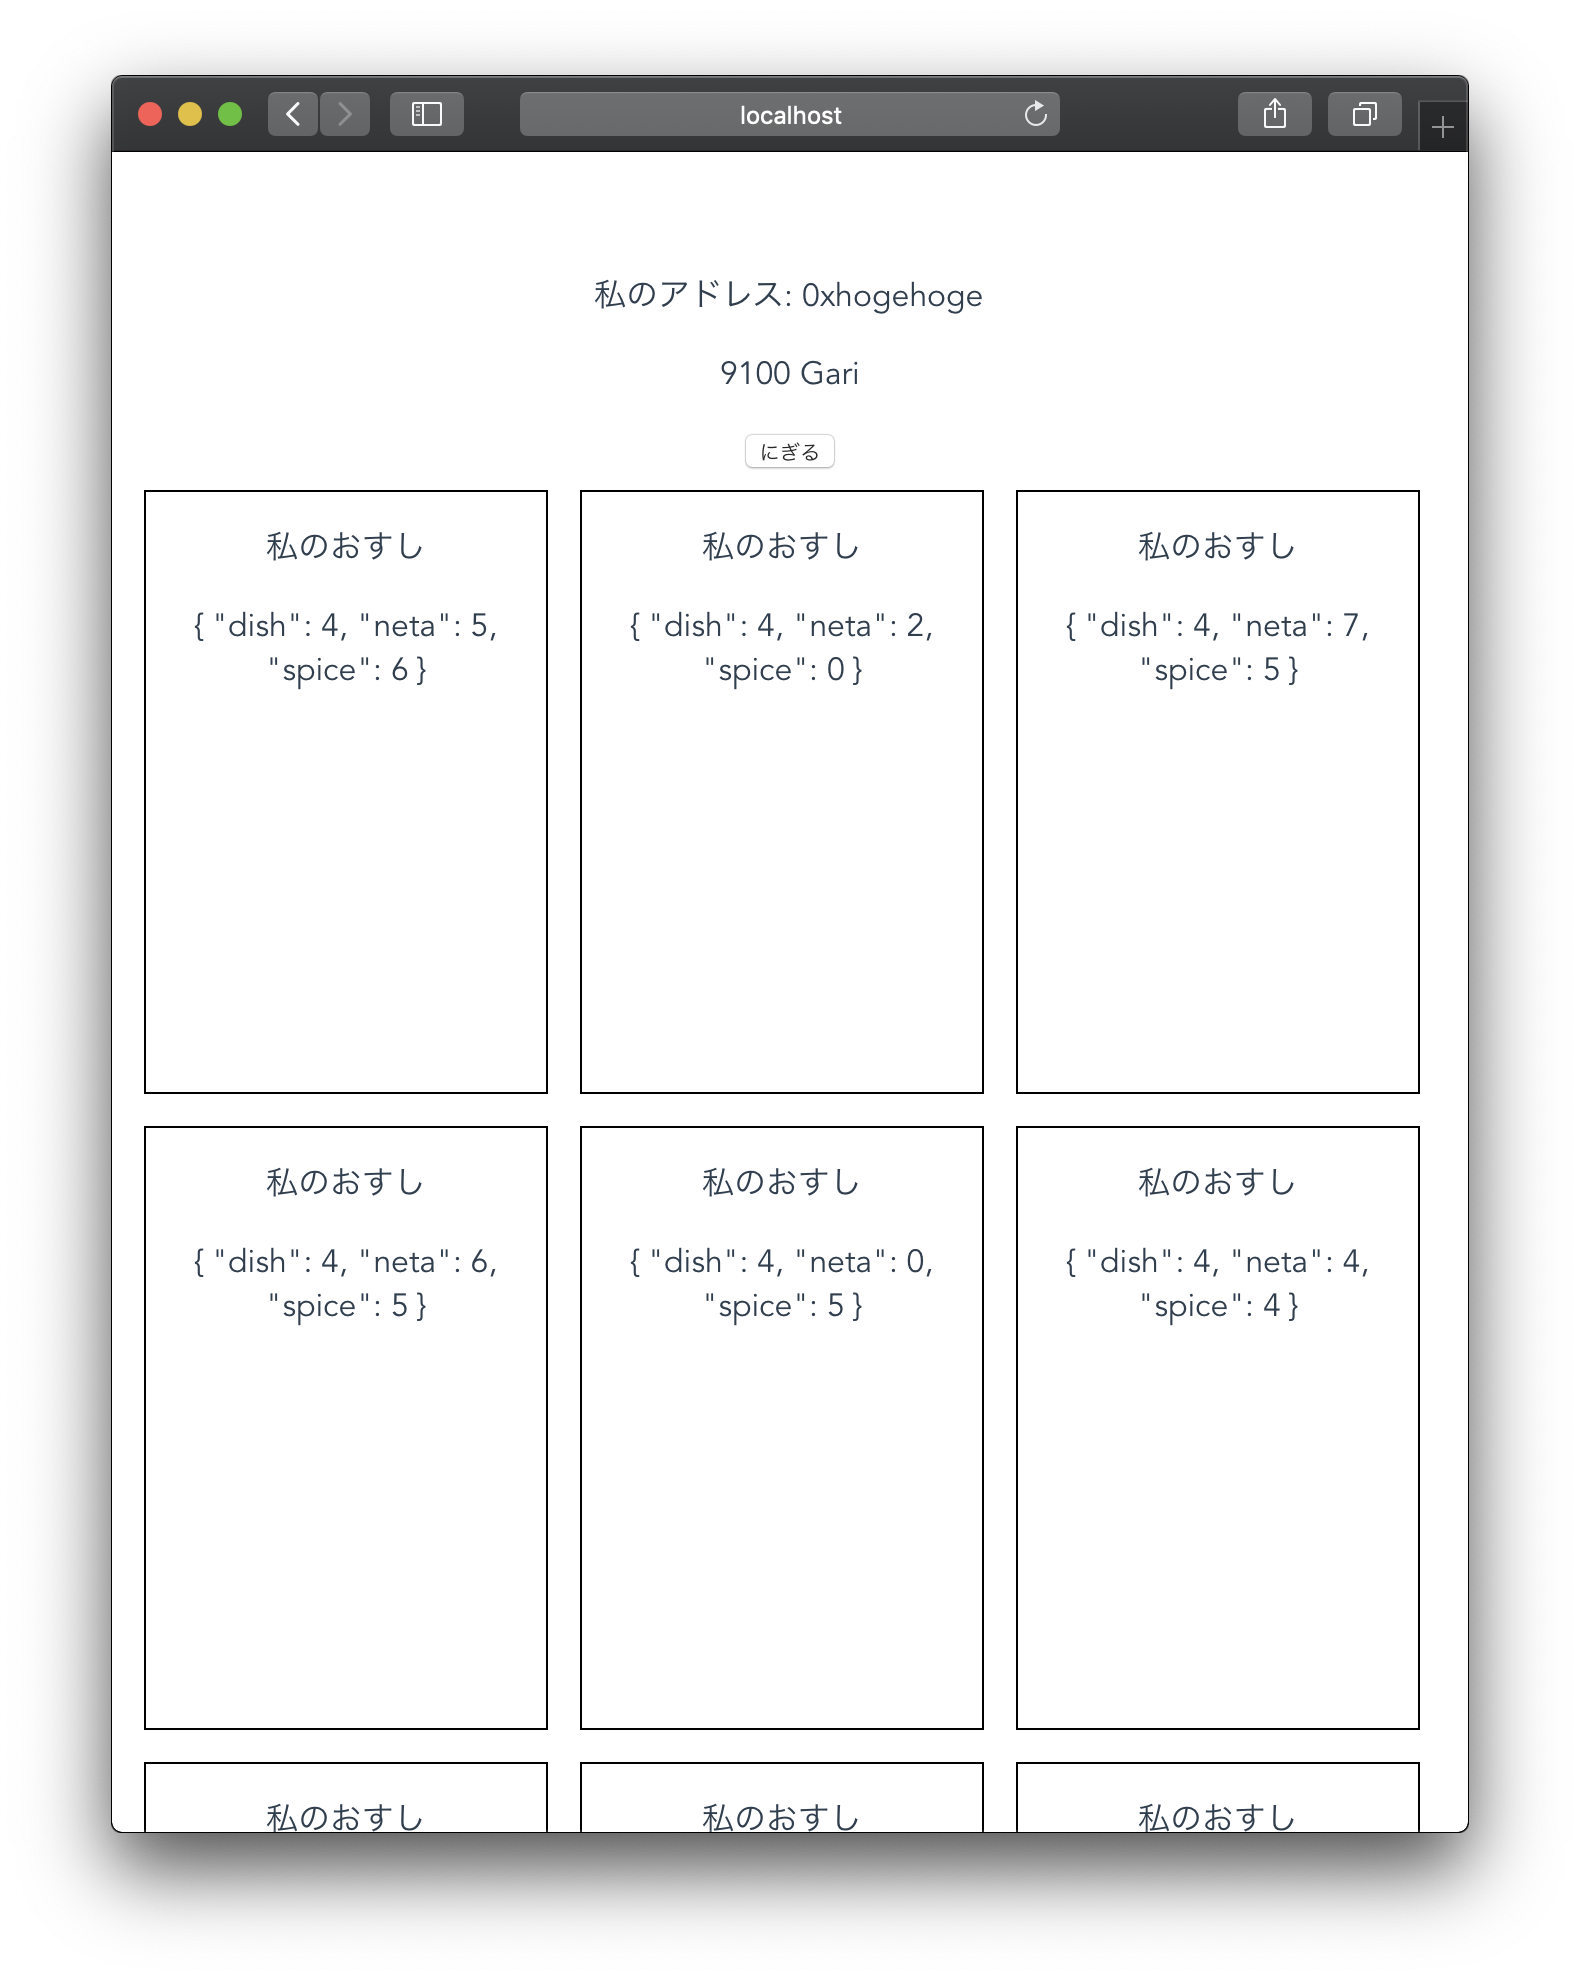 localhost
私のアドレス: 0xhogehoge
9100 Gari
にぎる
私のおすし
{ "dish": 4, "neta": 5,
"spice": 6 }
私のおすし
{ "dish": 4, "neta": 2,
"spice": 0 }
私のおすし
{ "dish": 4, "neta": 7,
"spice": 5 }
私のおすし
{ "dish": 4, "neta": 6,
"spice": 5 }
私のおすし
{ "dish": 4, "neta": 0,
"spice": 5 }
私のおすし
{ "dish": 4, "neta": 4,
"spice": 4 }
私のおすし
私のおすし
私のおすし